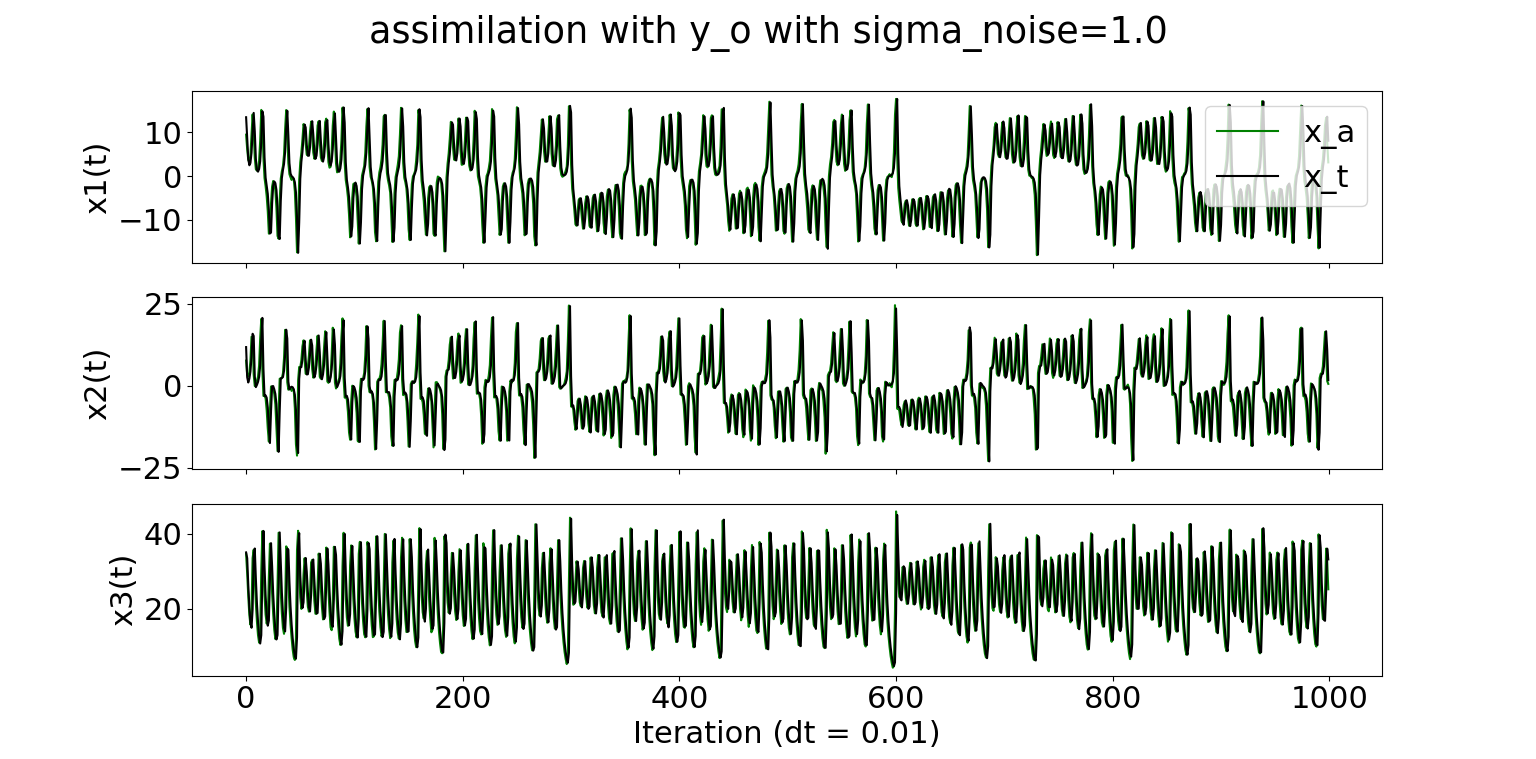 assimilation with y_o with sigma_noise=1.0
10
0
−10
x1(t)
x_a
x_t
25
0
−25
x2(t)
40
20
x3(t)
0 200 400 600 800 1000
Iteration (dt = 0.01)